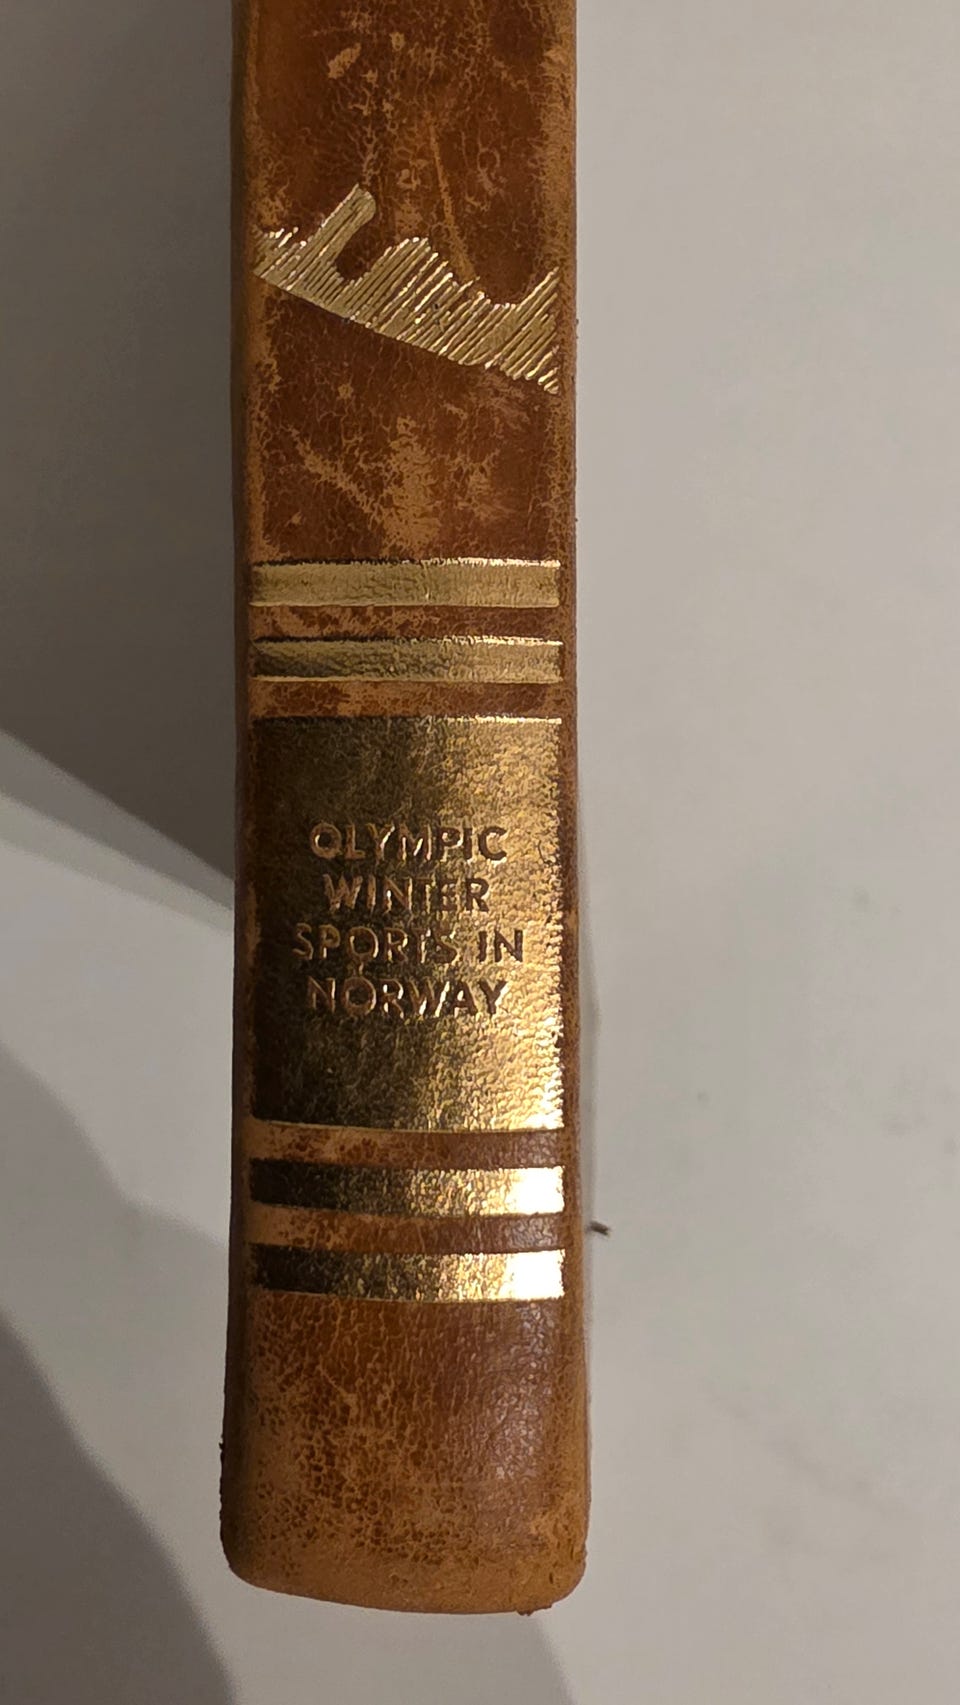 OLYMPIC
WINTER
SPORTS IN
NORWAY